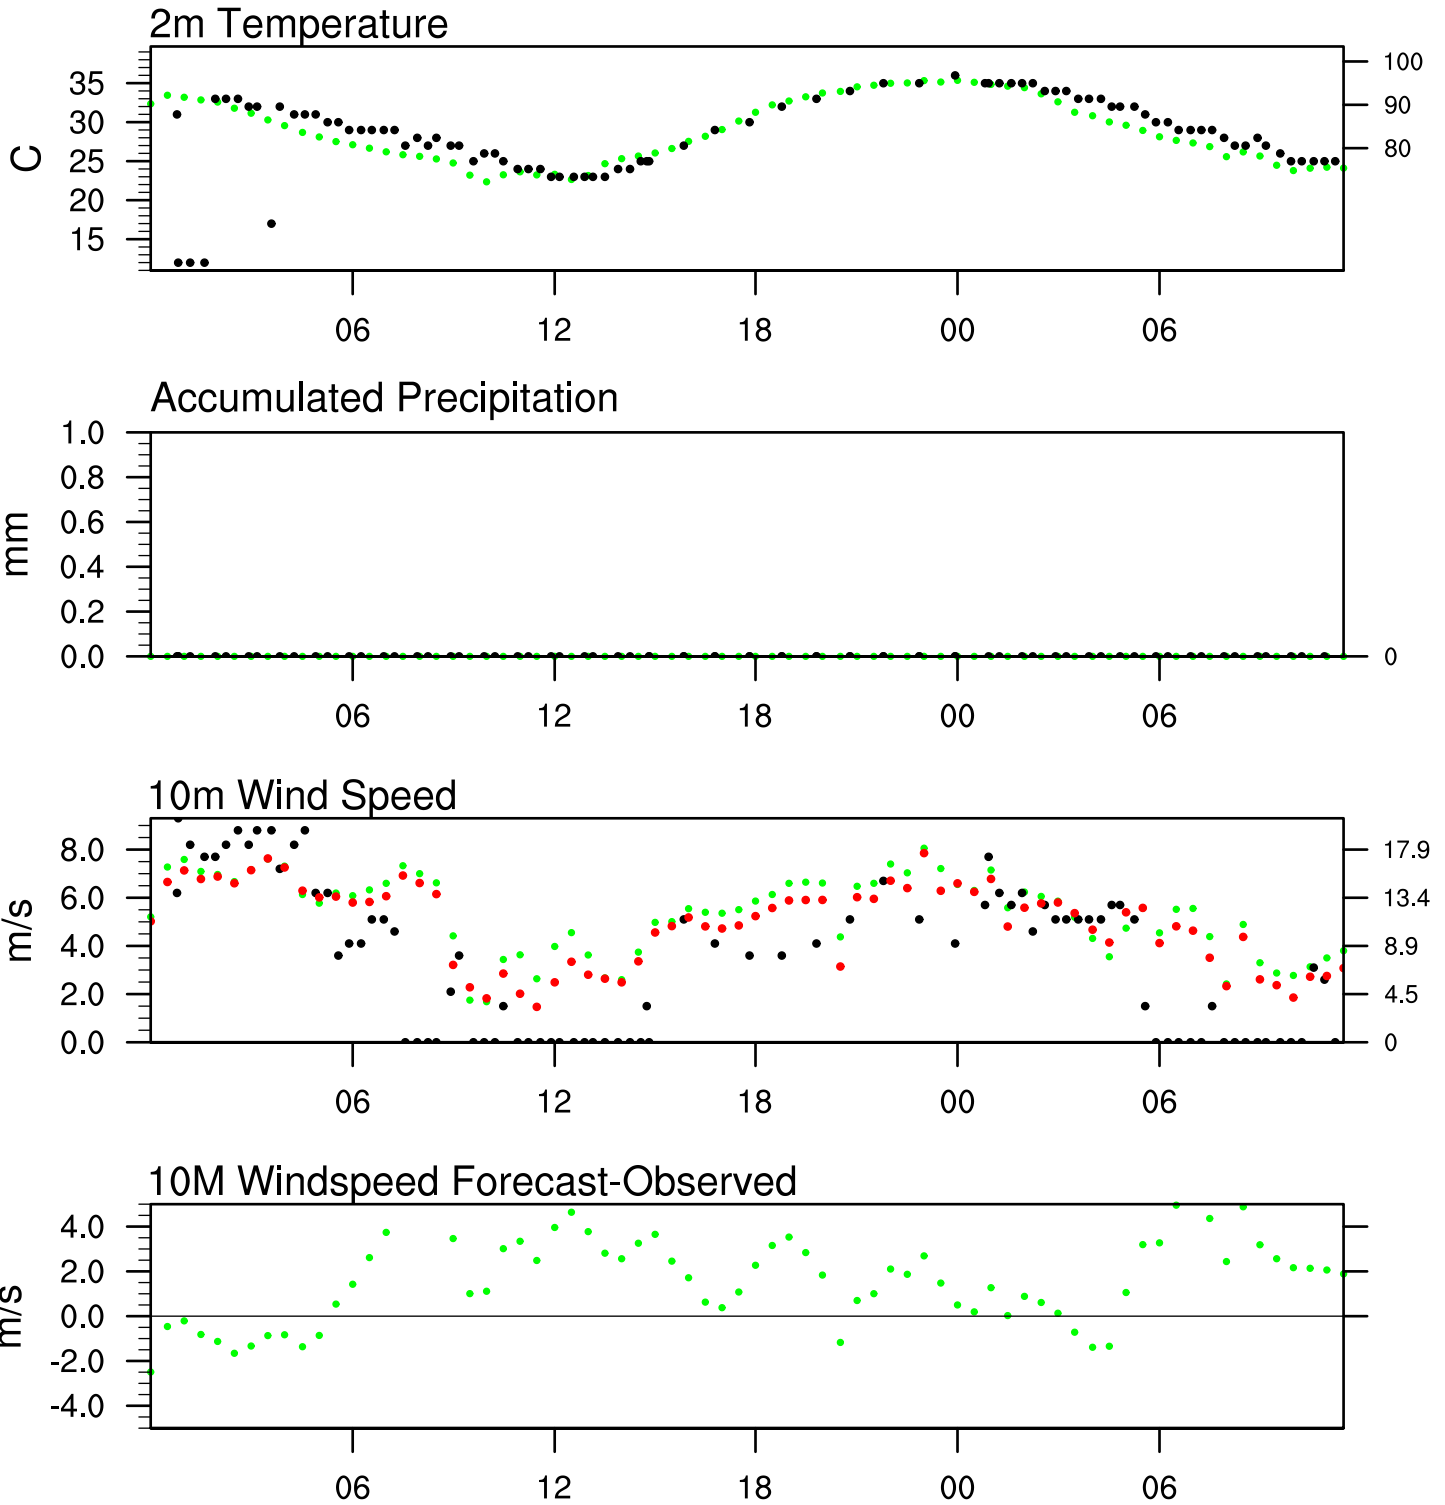 2m Temperature
35
30
25
20
15
C
100
90
80
06 12 18 00 06
Accumulated Precipitation
1.0
0.8
0.6
0.4
0.2
0.0
mm
0
06 12 18 00 06
10m Wind Speed
8.0
6.0
4.0
2.0
0.0
m/s
17.9
13.4
8.9
4.5
0
06 12 18 00 06
10M Windspeed Forecast-Observed
4.0
2.0
0.0
-2.0
-4.0
m/s
06 12 18 00 06